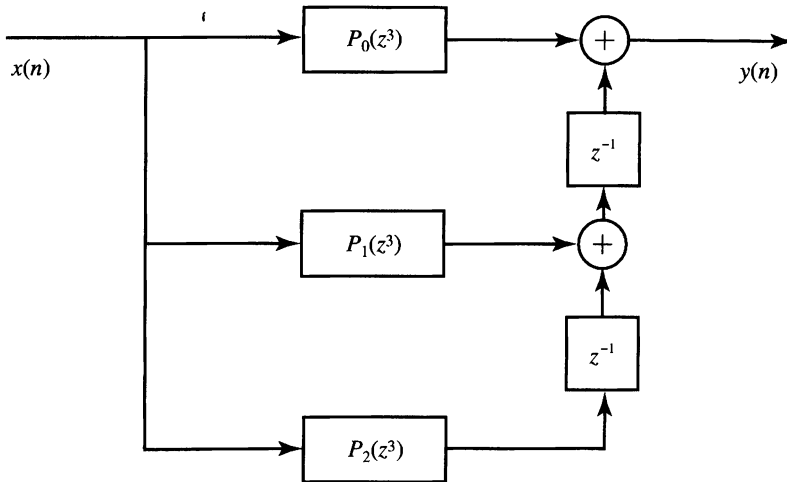 P₀(z³)
+
x(n)
y(n)
z⁻¹
P₁(z³)
+
z⁻¹
P₂(z³)